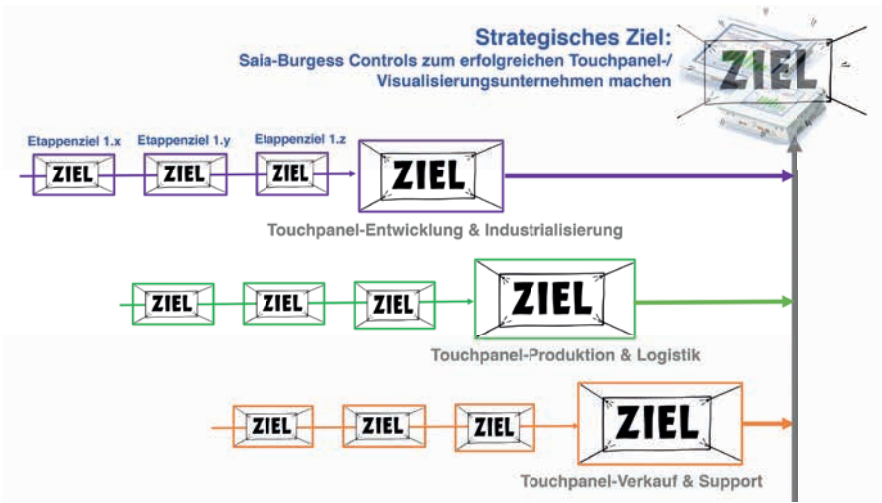 Strategisches Ziel:
Saia-Burgess Controls zum erfolgreichen Touchpanel-/
Visualisierungsunternehmen machen
ZIEL
Etappenziel 1.x Etappenziel 1.y Etappenziel 1.z
ZIEL ZIEL ZIEL ZIEL
Touchpanel-Entwicklung & Industrialisierung
ZIEL ZIEL ZIEL ZIEL
Touchpanel-Produktion & Logistik
ZIEL ZIEL ZIEL ZIEL
Touchpanel-Verkauf & Support